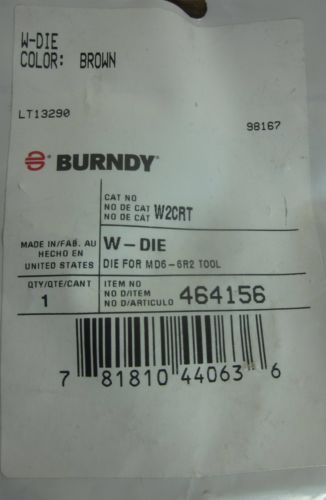 W-DIE
COLOR: BROWN
LT13290
98167
BURNDY
CAT NO
NO DE CAT
NO DE CAT W2CRT
MADE IN/FAB. AU
HECHO EN
UNITED STATES
W-DIE
DIE FOR MD6-6R2 TOOL
QTY/QTE/CANT
1
ITEM NO
NO D/ITEM
NO D/ARTICULO 464156
7 81810 44063 6